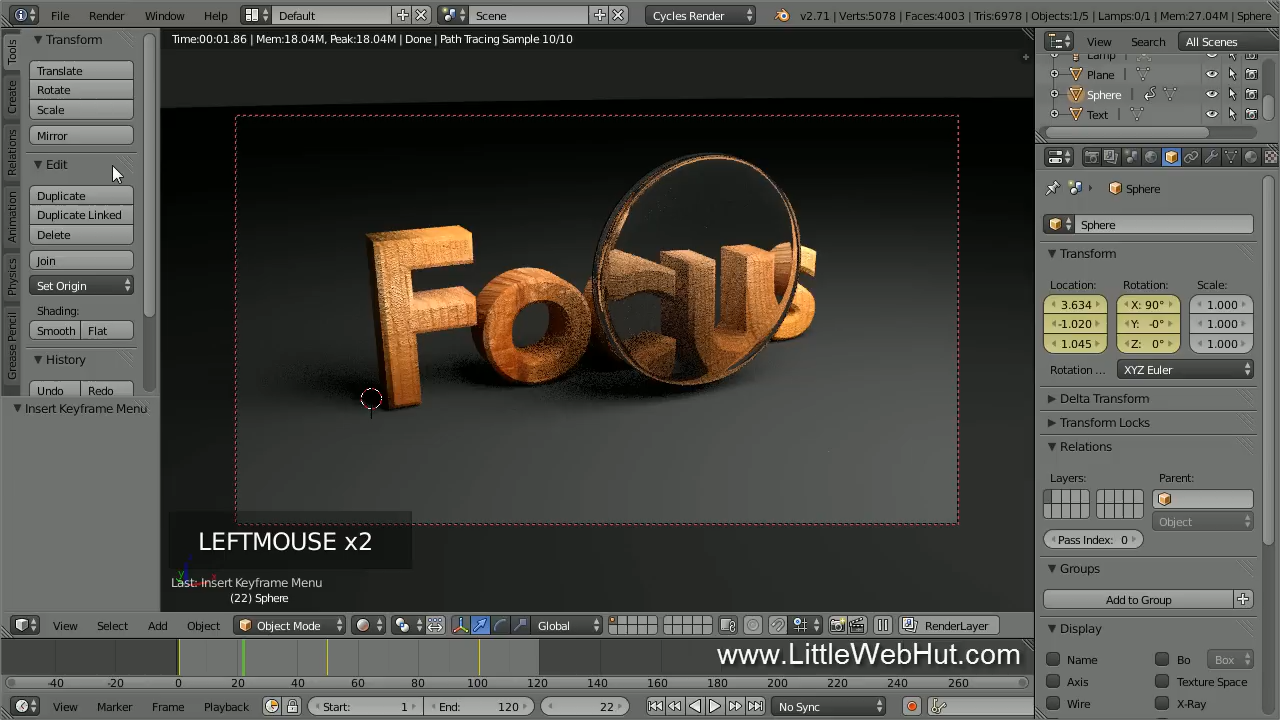 File Render Window Help Default Scene Cycles Render v2.71 | Verts:5078 | Faces:4003 | Tris:6978 | Objects:1/5 | Lamps:0/1 | Mem:27.04M | Sphere
Time:00:01.86 | Mem:18.04M, Peak:18.04M | Done | Path Tracing Sample 10/10
Tools
Create
Relations
Animation
Physics
Grease Pencil
Transform
Translate
Rotate
Scale
Mirror
Edit
Duplicate
Duplicate Linked
Delete
Join
Set Origin
Shading:
Smooth Flat
History
Undo Redo
Insert Keyframe Menu
Focus
LEFTMOUSE x2
Last: Insert Keyframe Menu
(22) Sphere
View Search All Scenes
Lamp
Plane
Sphere
Text
Sphere
Sphere
Transform
Location: Rotation: Scale:
3.634 X: 90° 1.000
-1.020 Y: -0° 1.000
1.045 Z: 0° 1.000
Rotation ... XYZ Euler
Delta Transform
Transform Locks
Relations
Layers: Parent:
Object
Pass Index: 0
Groups
Add to Group
Display
Name Bo Box
Axis Texture Space
Wire X-Ray
View Select Add Object Object Mode Global RenderLayer
www.LittleWebHut.com
-40 -20 0 20 40 60 80 100 120 140 160 180 200 220 240 260
View Marker Frame Playback Start: 1 End: 120 22 No Sync